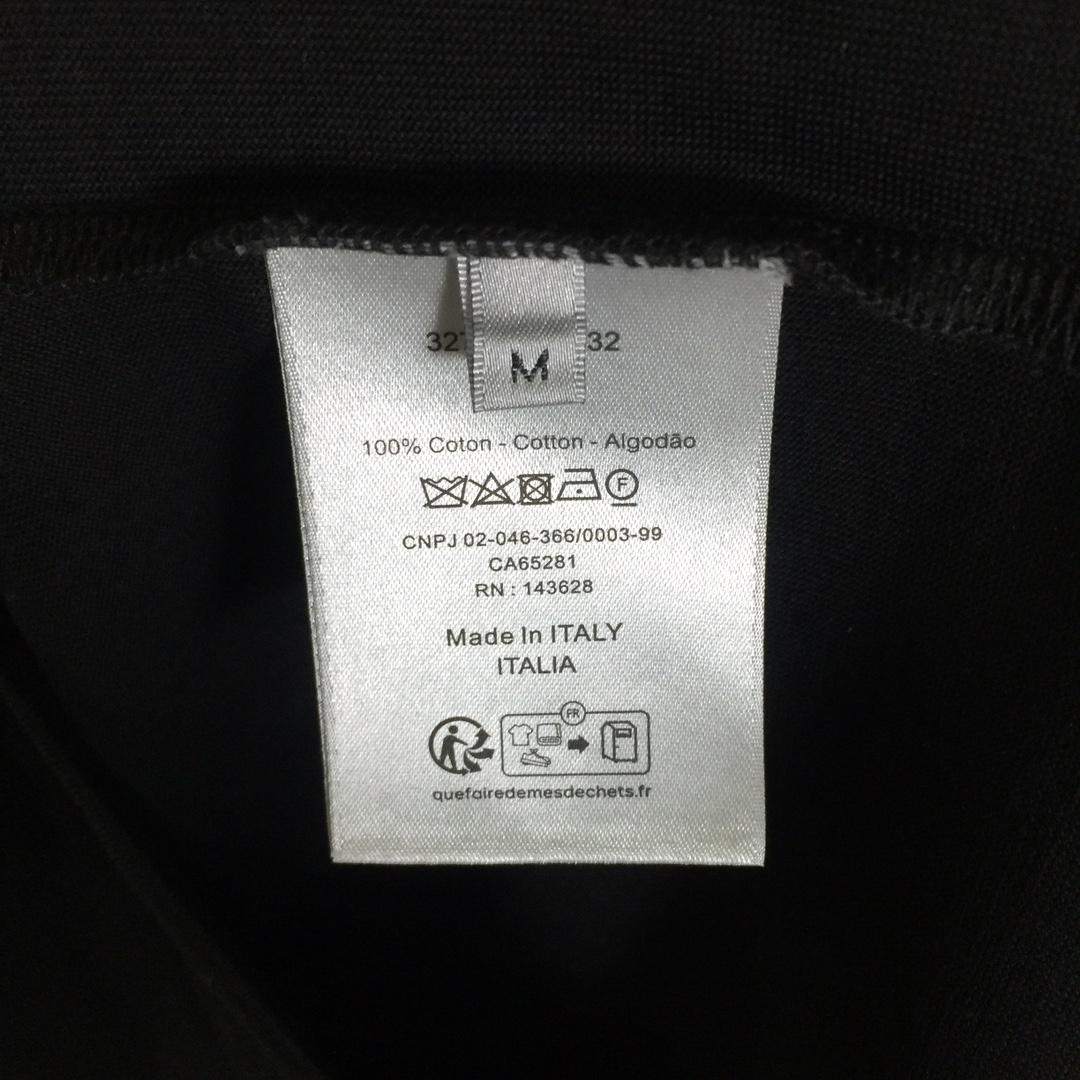 32
M
100% Coton - Cotton - Algodão
F
CNPJ 02-046-366/0003-99
CA65281
RN : 143628
Made In ITALY
ITALIA
FR
quefairedemesdechets.fr